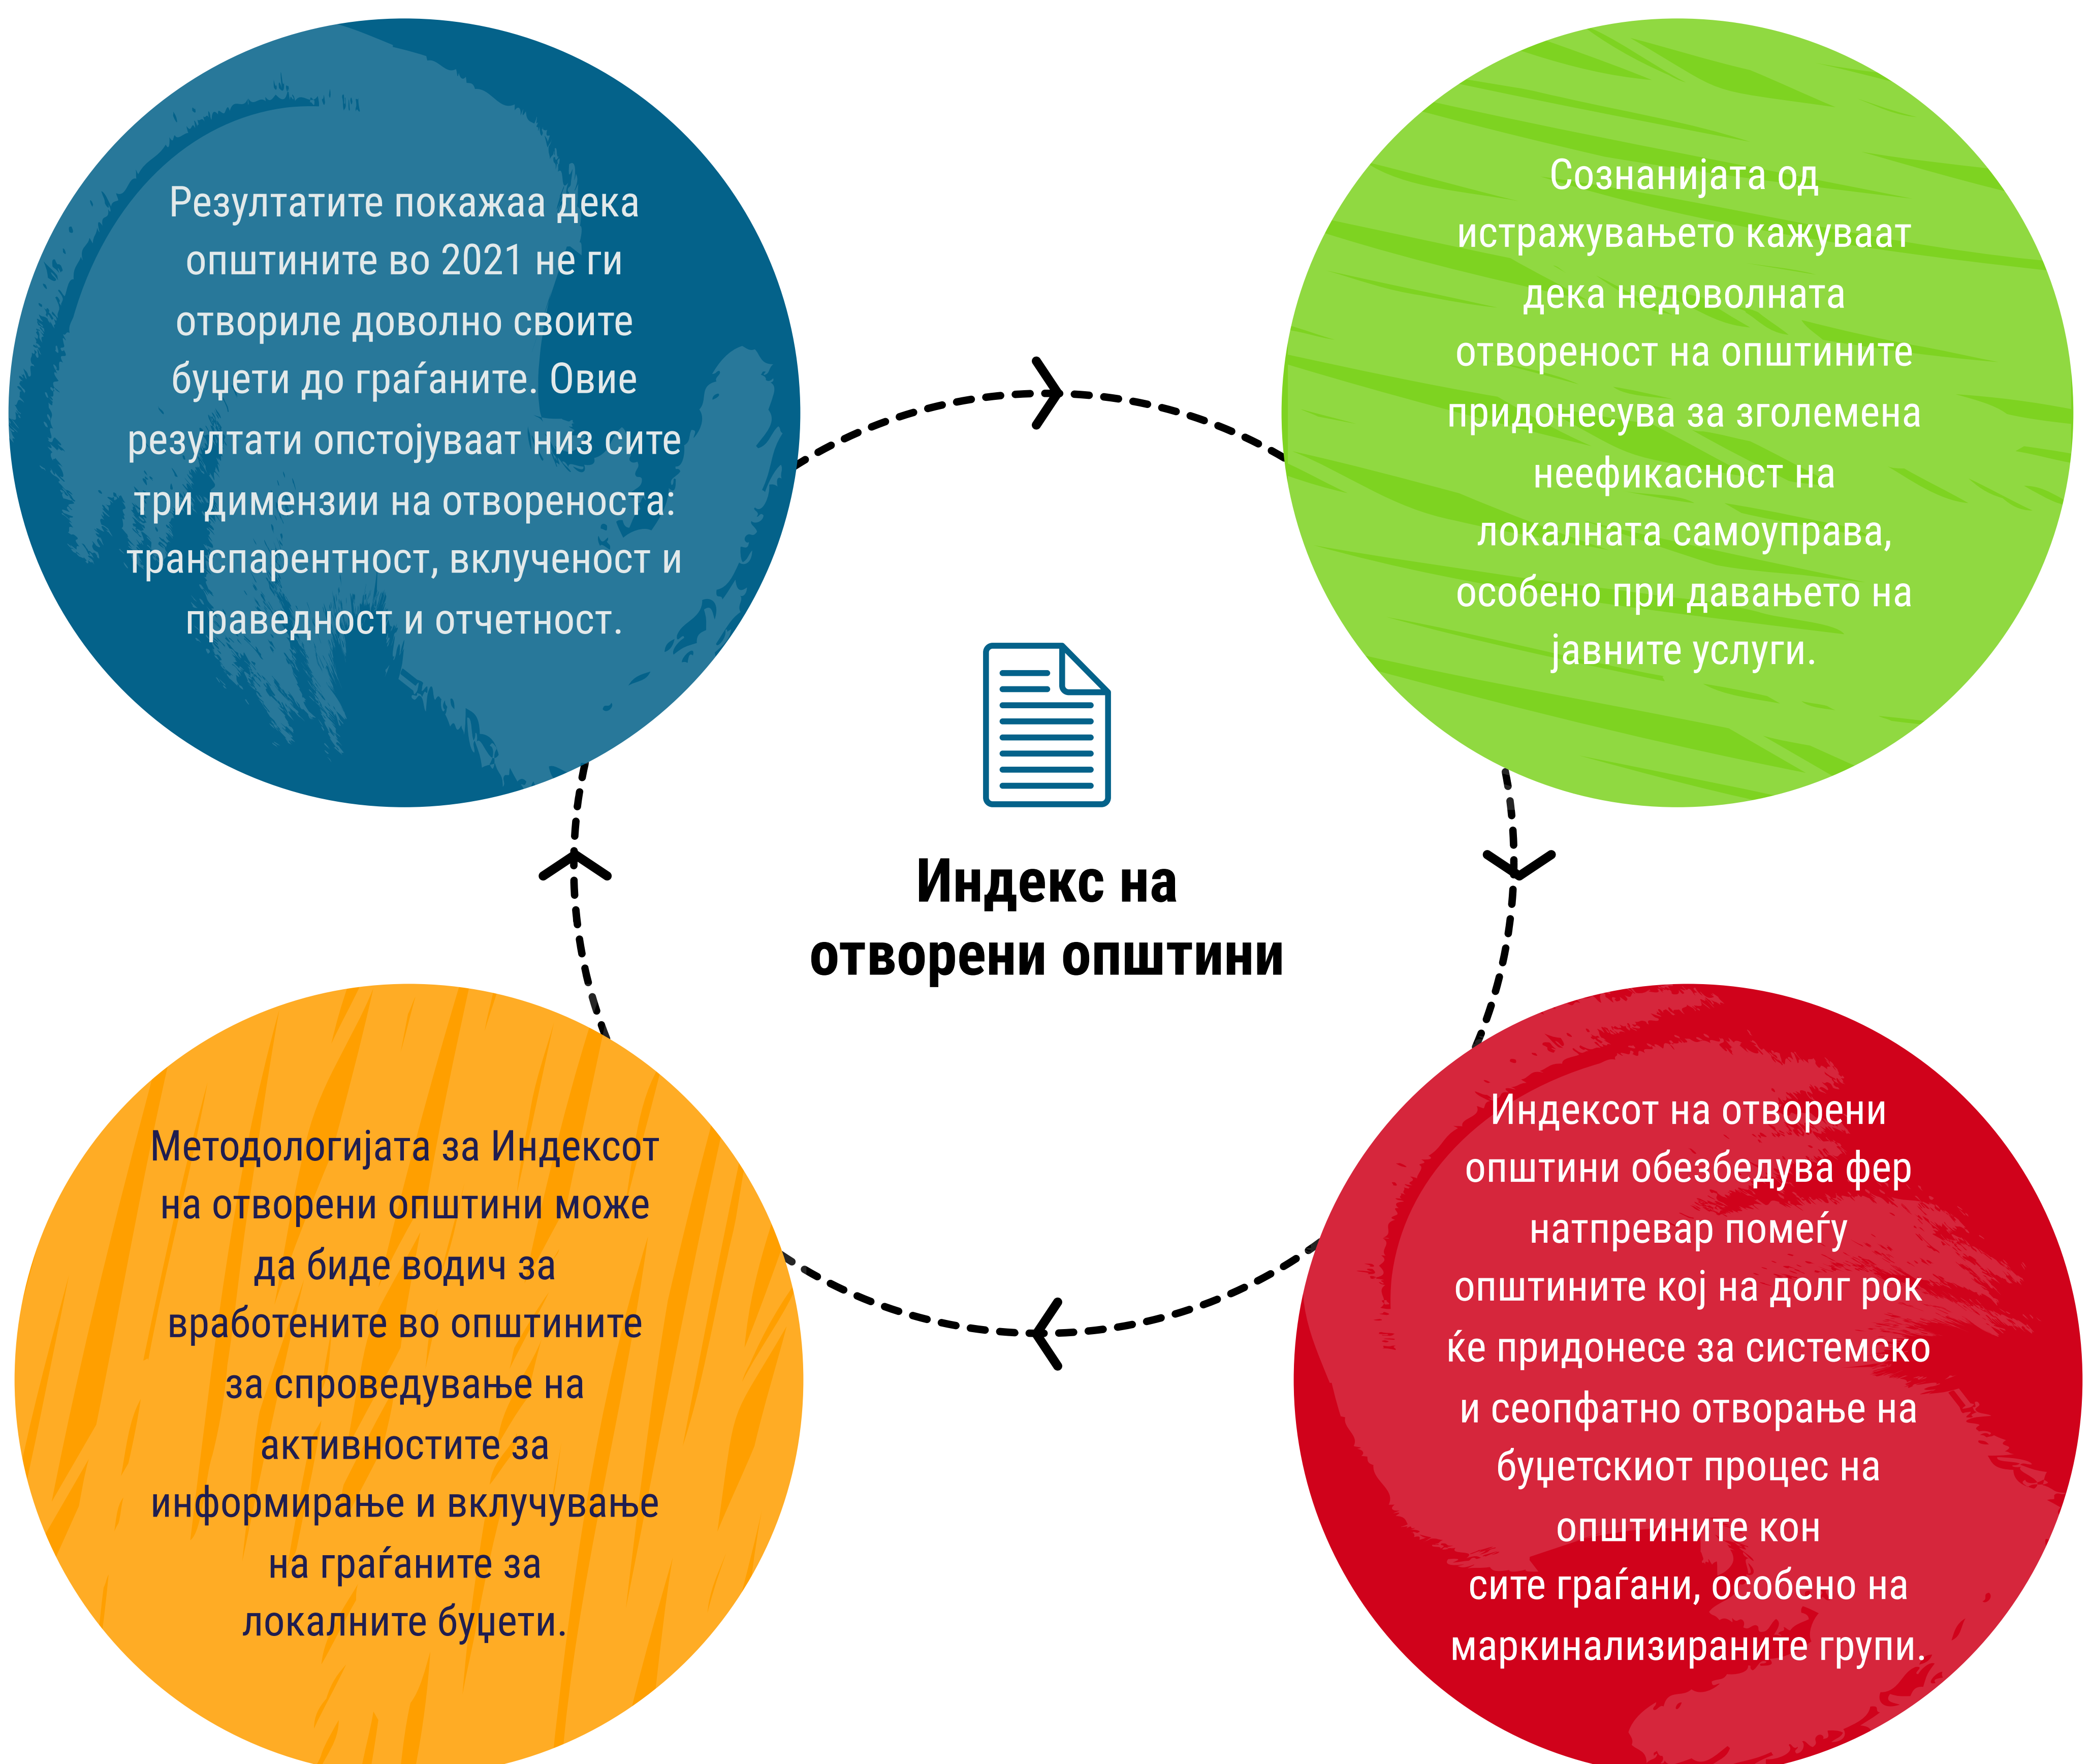 Резултатите покажаа дека
општините во 2021 не ги
отвориле доволно своите
буџети до граѓаните. Овие
резултати опстојуваат низ сите
три димензии на отвореноста:
транспарентност, вклученост и
праведност и отчетност.
Сознанијата од
истражувањето кажуваат
дека недоволната
отвореност на општините
придонесува за зголемена
неефикасност на
локалната самоуправа,
особено при давањето на
јавните услуги.
Индекс на
отворени општини
Методологијата за Индексот
на отворени општини може
да биде водич за
вработените во општините
за спроведување на
активностите за
информирање и вклучување
на граѓаните за
локалните буџети.
Индексот на отворени
општини обезбедува фер
натпревар помеѓу
општините кој на долг рок
ќе придонесе за системско
и сеопфатно отворање на
буџетскиот процес на
општините кон
сите граѓани, особено на
маркинализираните групи.